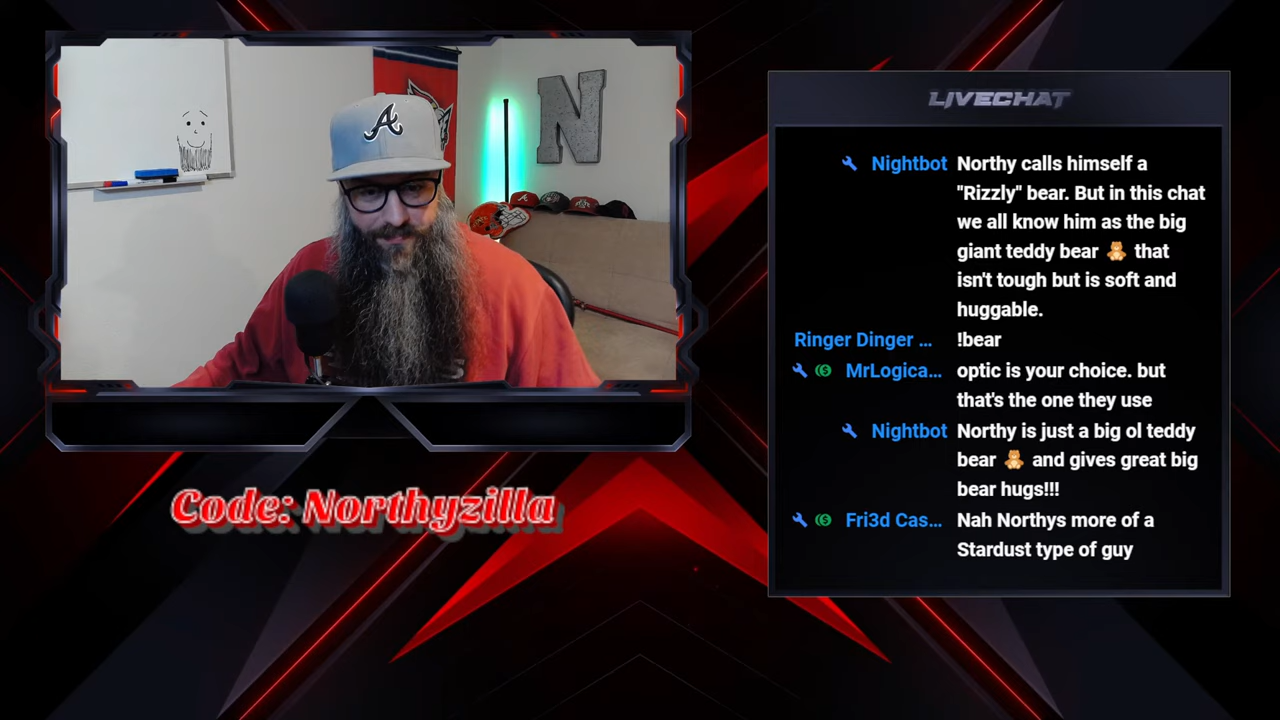 A
N
LIVECHAT
Nightbot Northy calls himself a
"Rizzly" bear. But in this chat
we all know him as the big
giant teddy bear 🧸 that
isn't tough but is soft and
huggable.
Ringer Dinger ... !bear
MrLogica... optic is your choice. but
that's the one they use
Nightbot Northy is just a big ol teddy
bear 🧸 and gives great big
bear hugs!!!
Fri3d Cas... Nah Northys more of a
Stardust type of guy
Code: Northyzilla